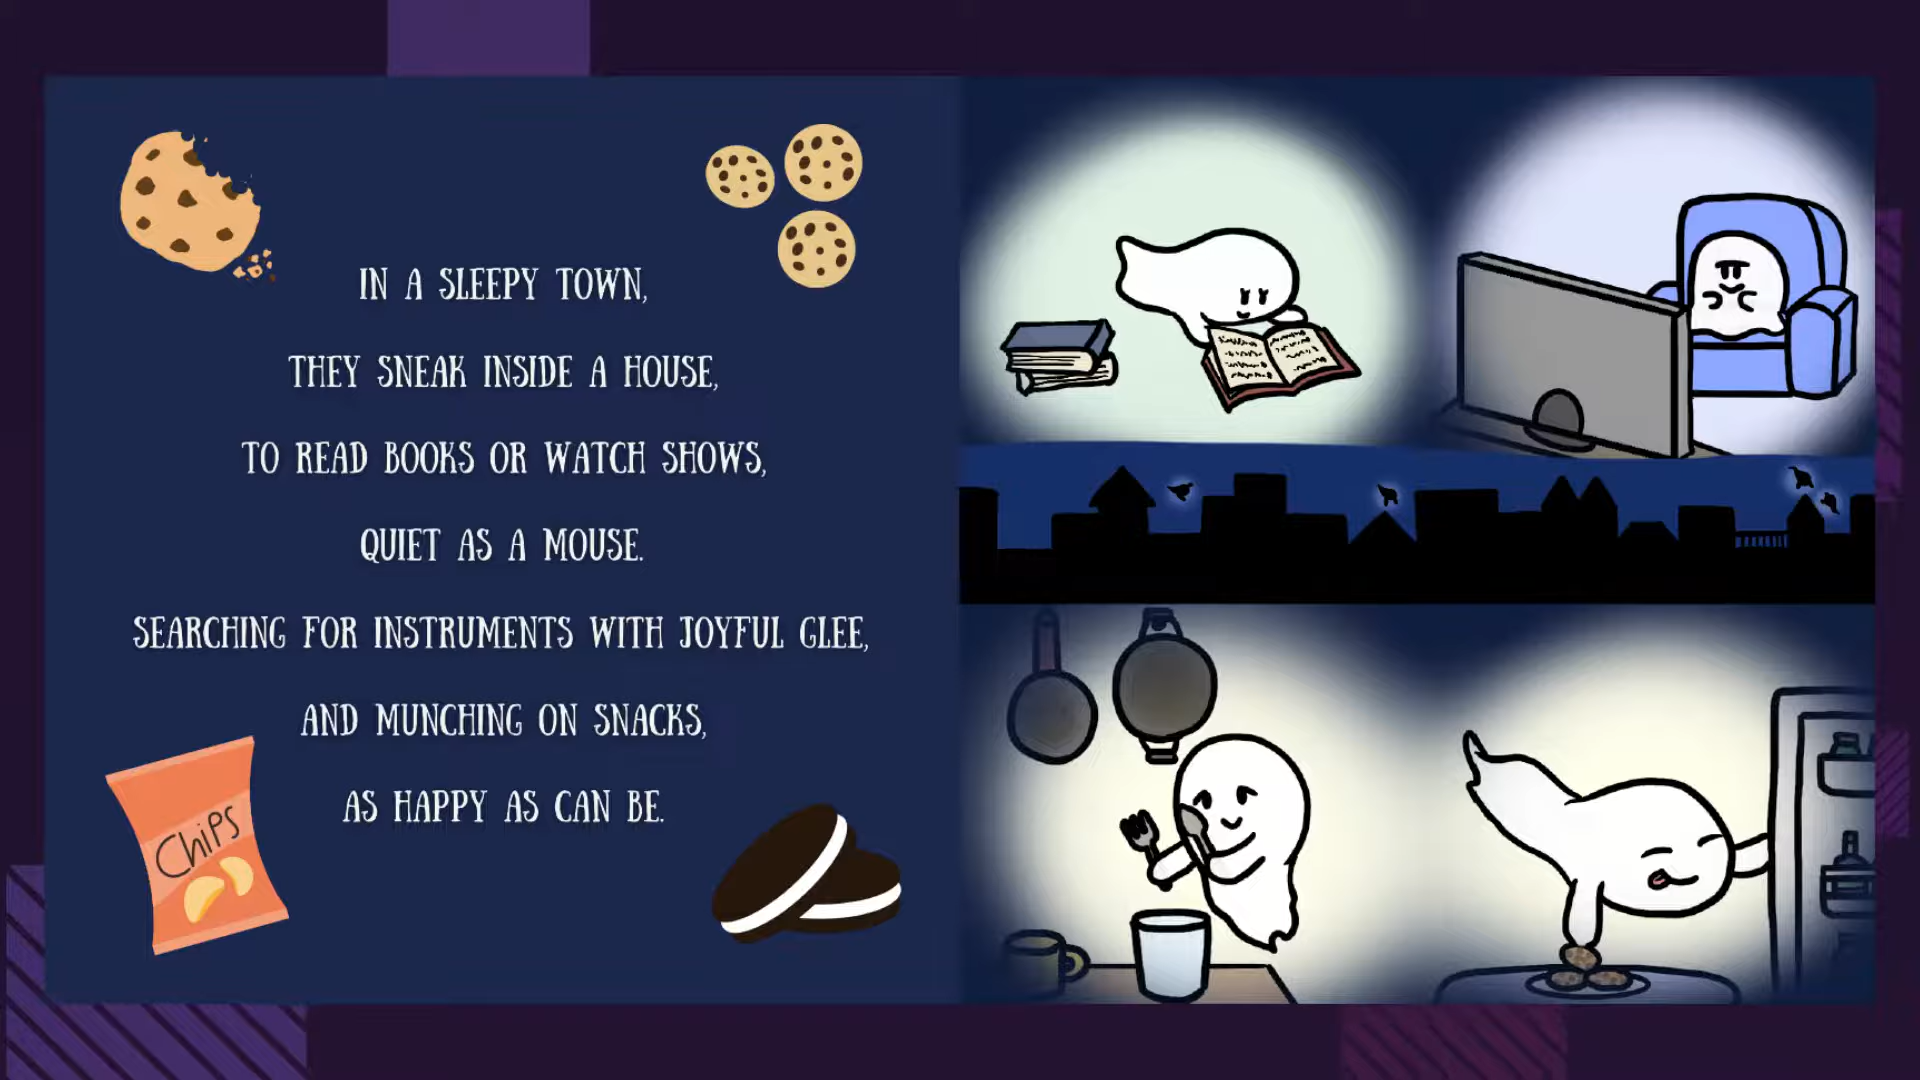 IN A SLEEPY TOWN,
THEY SNEAK INSIDE A HOUSE,
TO READ BOOKS OR WATCH SHOWS,
QUIET AS A MOUSE.
SEARCHING FOR INSTRUMENTS WITH JOYFUL GLEE,
AND MUNCHING ON SNACKS,
AS HAPPY AS CAN BE.
ChiPs